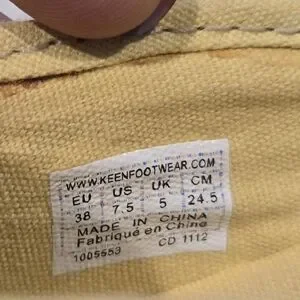 WWW.KEENFOOTWEAR.COM
EU US UK CM
38 7.5 5 24.5
MADE IN CHINA
Fabriqué en Chine
1005553 CD 1112